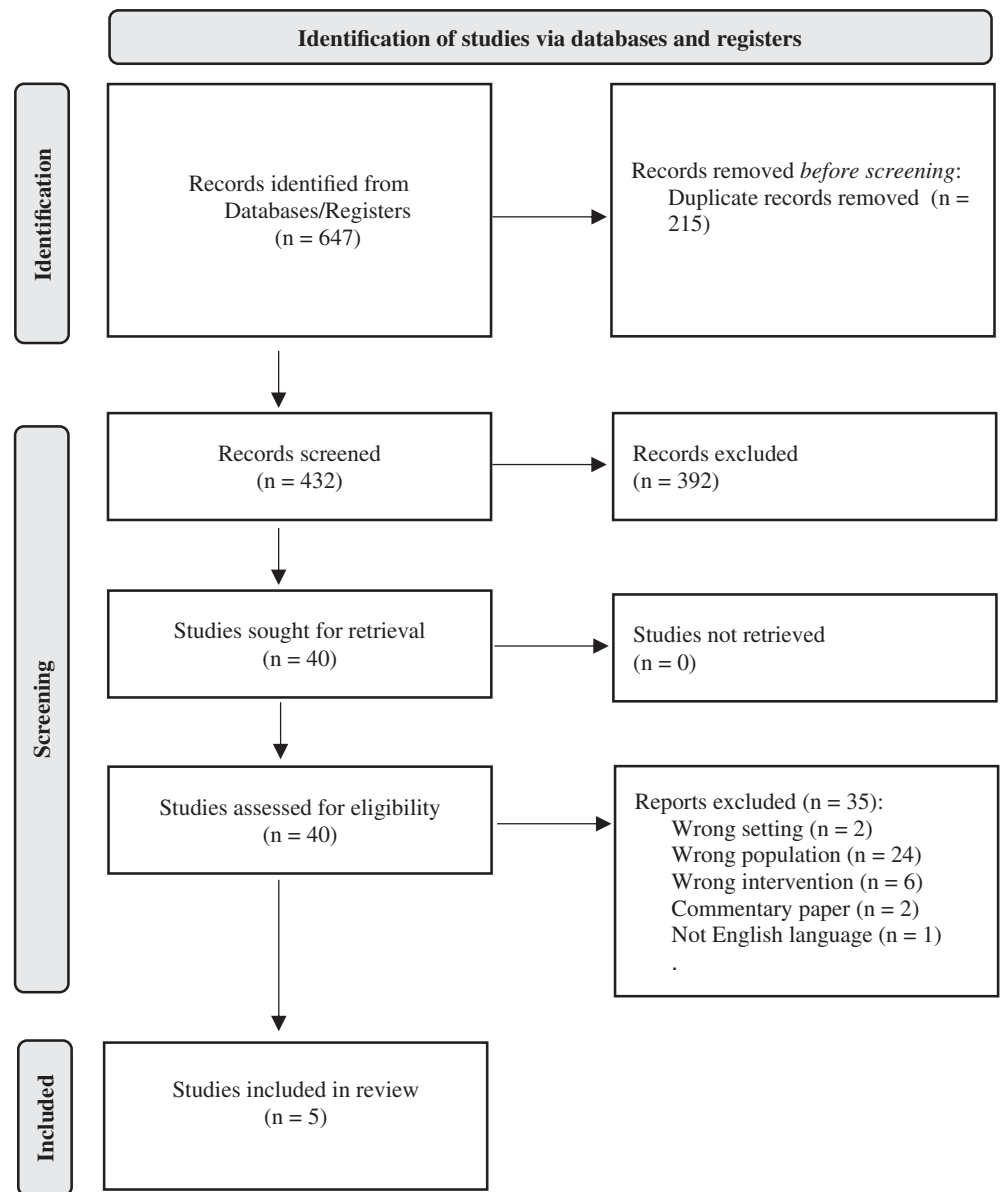 Identification of studies via databases and registers
Identification
Records identified from
Databases/Registers
(n = 647)
Records removed before screening:
Duplicate records removed (n =
215)
Screening
Records screened
(n = 432)
Records excluded
(n = 392)
Studies sought for retrieval
(n = 40)
Studies not retrieved
(n = 0)
Studies assessed for eligibility
(n = 40)
Reports excluded (n = 35):
Wrong setting (n = 2)
Wrong population (n = 24)
Wrong intervention (n = 6)
Commentary paper (n = 2)
Not English language (n = 1)
.
Included
Studies included in review
(n = 5)